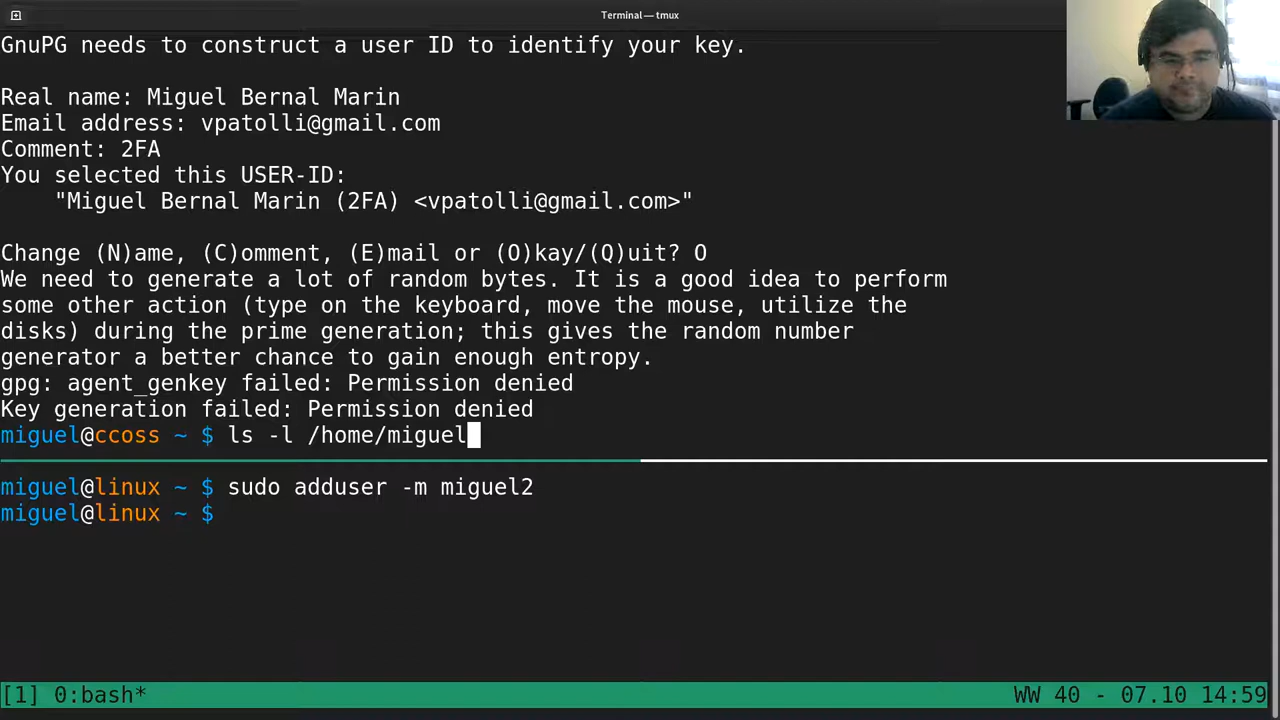 Terminal — tmux
GnuPG needs to construct a user ID to identify your key.
Real name: Miguel Bernal Marin
Email address: vpatolli@gmail.com
Comment: 2FA
You selected this USER-ID:
"Miguel Bernal Marin (2FA) <vpatolli@gmail.com>"
Change (N)ame, (C)omment, (E)mail or (O)kay/(Q)uit? O
We need to generate a lot of random bytes. It is a good idea to perform
some other action (type on the keyboard, move the mouse, utilize the
disks) during the prime generation; this gives the random number
generator a better chance to gain enough entropy.
gpg: agent_genkey failed: Permission denied
Key generation failed: Permission denied
miguel@ccoss ~ $ ls -l /home/miguel
miguel@linux ~ $ sudo adduser -m miguel2
miguel@linux ~ $
[1] 0:bash* WW 40 - 07.10 14:59